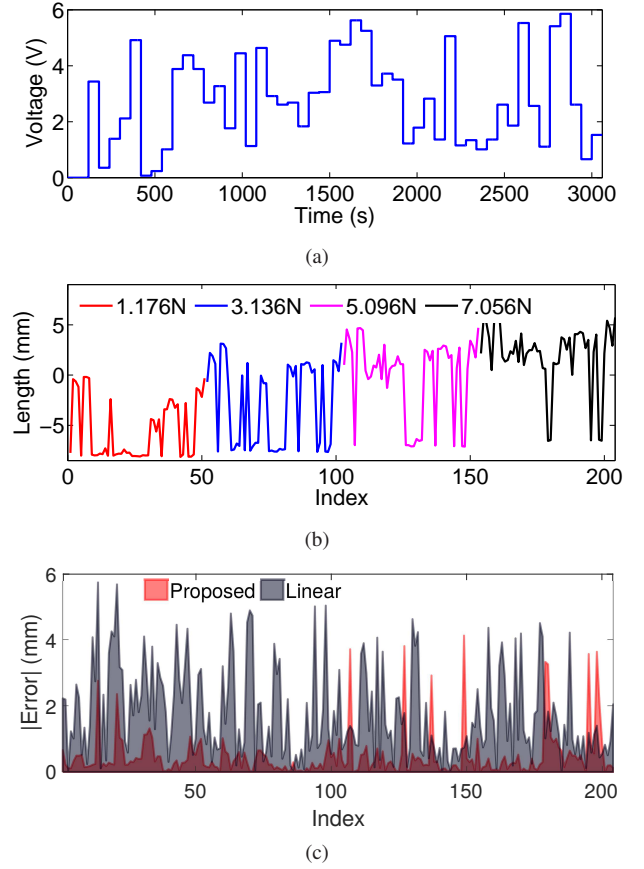 6
4
2
0
Voltage (V)
0 500 1000 1500 2000 2500 3000
Time (s)
(a)
1.176N 3.136N 5.096N 7.056N
5
0
−5
Length (mm)
0 50 100 150 200
Index
(b)
Proposed Linear
6
4
2
0
|Error| (mm)
50 100 150 200
Index
(c)